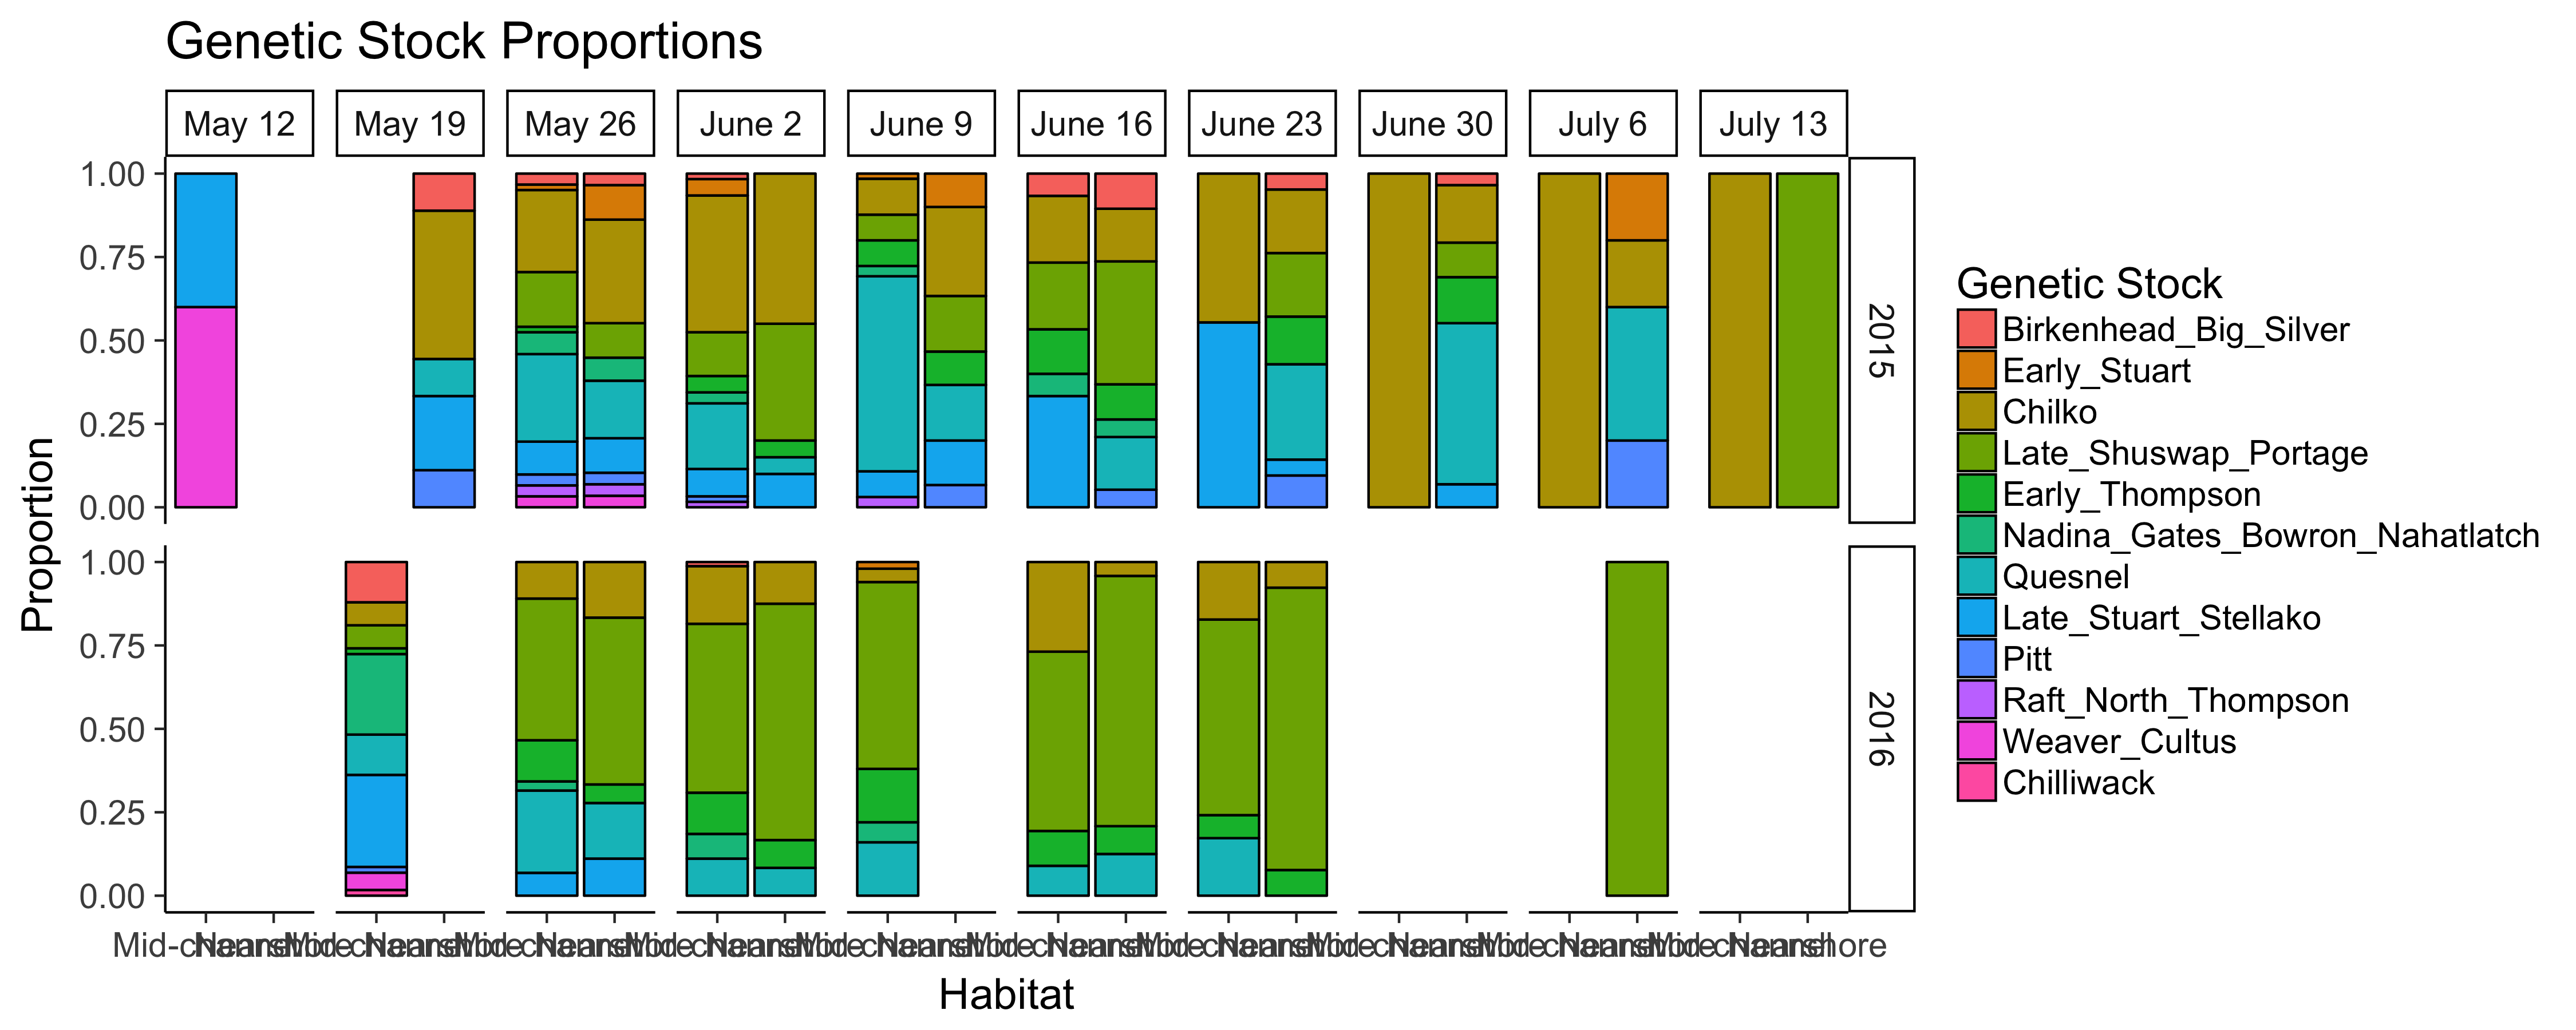 Genetic Stock Proportions
May 12 May 19 May 26 June 2 June 9 June 16 June 23 June 30 July 6 July 13
1.00
0.75
0.50
0.25
0.00
2015
1.00
0.75
0.50
0.25
0.00
2016
Proportion
Habitat
Genetic Stock
Birkenhead_Big_Silver
Early_Stuart
Chilko
Late_Shuswap_Portage
Early_Thompson
Nadina_Gates_Bowron_Nahatlatch
Quesnel
Late_Stuart_Stellako
Pitt
Raft_North_Thompson
Weaver_Cultus
Chilliwack